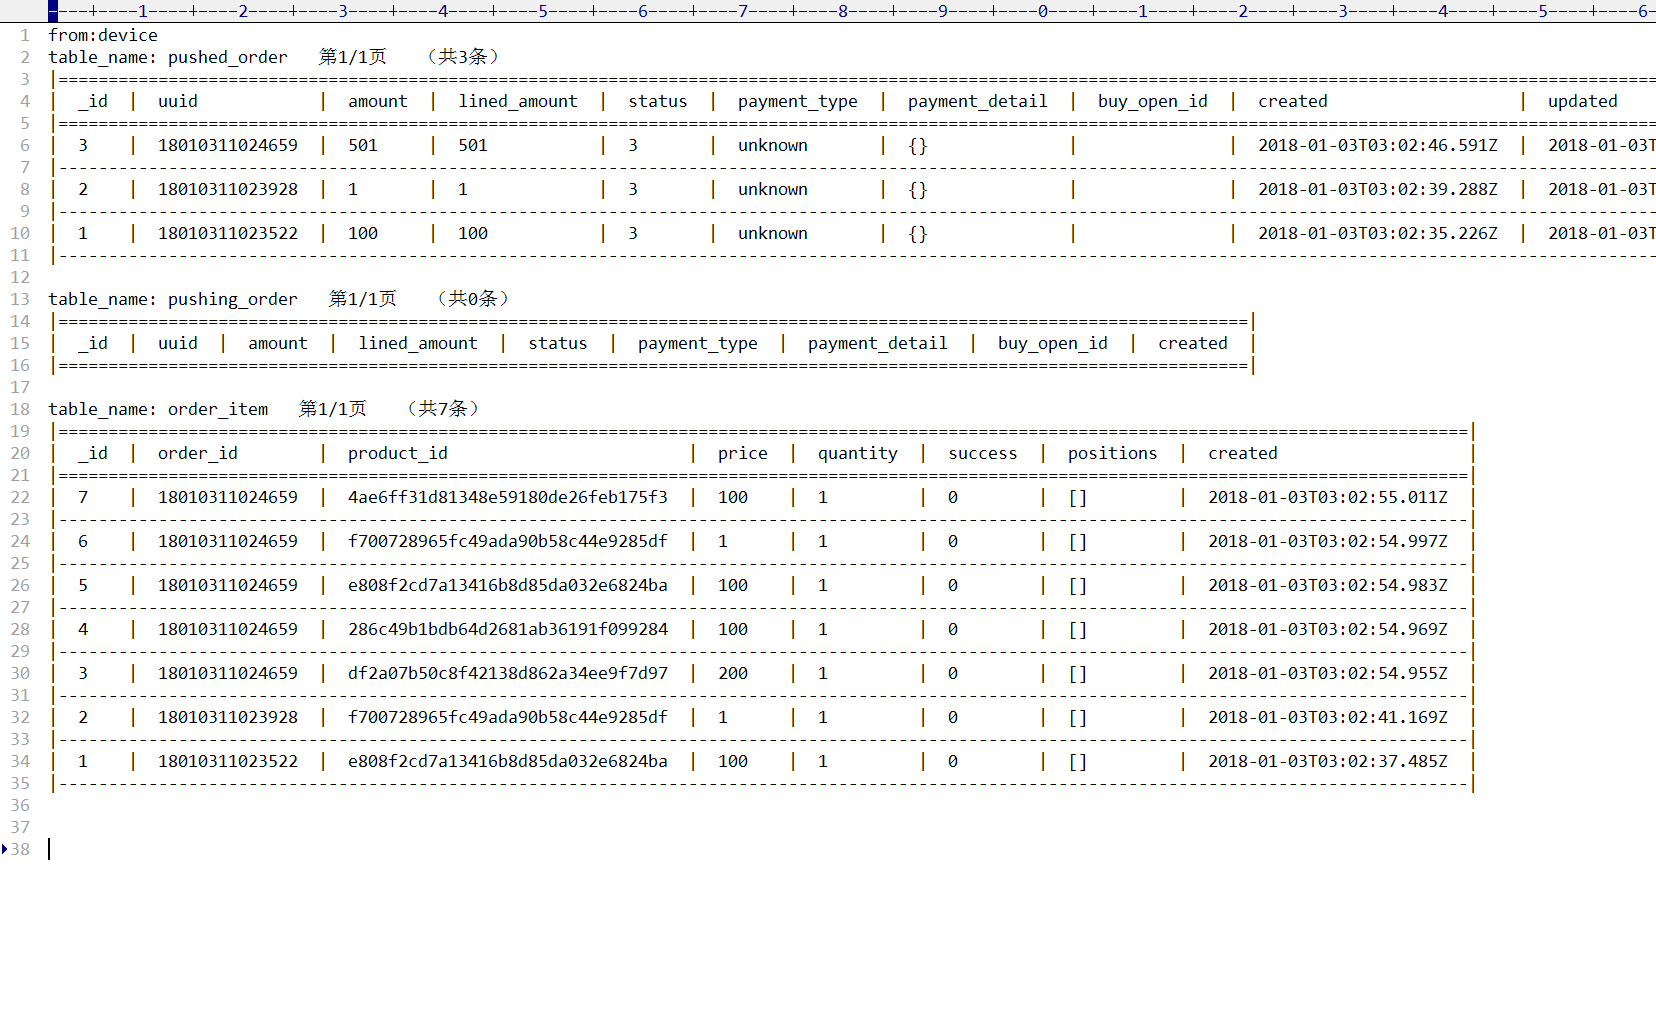 ----+----1----+----2----+----3----+----4----+----5----+----6----+----7----+----8----+----9----+----0----+----1----+----2----+----3----+----4----+----5----+----6-
1 from:device
2 table_name: pushed_order 第1/1页 （共3条）
3 |================================================================
4 | _id | uuid | amount | lined_amount | status | payment_type | payment_detail | buy_open_id | created | updated
5 |================================================================
6 | 3 | 18010311024659 | 501 | 501 | 3 | unknown | {} | | 2018-01-03T03:02:46.591Z | 2018-01-03T
7 |----------------------------------------------------------------
8 | 2 | 18010311023928 | 1 | 1 | 3 | unknown | {} | | 2018-01-03T03:02:39.288Z | 2018-01-03T
9 |----------------------------------------------------------------
10 | 1 | 18010311023522 | 100 | 100 | 3 | unknown | {} | | 2018-01-03T03:02:35.226Z | 2018-01-03T
11 |----------------------------------------------------------------
12
13 table_name: pushing_order 第1/1页 （共0条）
14 |================================================================|
15 | _id | uuid | amount | lined_amount | status | payment_type | payment_detail | buy_open_id | created |
16 |================================================================|
17
18 table_name: order_item 第1/1页 （共7条）
19 |================================================================|
20 | _id | order_id | product_id | price | quantity | success | positions | created |
21 |================================================================|
22 | 7 | 18010311024659 | 4ae6ff31d81348e59180de26feb175f3 | 100 | 1 | 0 | [] | 2018-01-03T03:02:55.011Z |
23 |----------------------------------------------------------------|
24 | 6 | 18010311024659 | f700728965fc49ada90b58c44e9285df | 1 | 1 | 0 | [] | 2018-01-03T03:02:54.997Z |
25 |----------------------------------------------------------------|
26 | 5 | 18010311024659 | e808f2cd7a13416b8d85da032e6824ba | 100 | 1 | 0 | [] | 2018-01-03T03:02:54.983Z |
27 |----------------------------------------------------------------|
28 | 4 | 18010311024659 | 286c49b1bdb64d2681ab36191f099284 | 100 | 1 | 0 | [] | 2018-01-03T03:02:54.969Z |
29 |----------------------------------------------------------------|
30 | 3 | 18010311024659 | df2a07b50c8f42138d862a34ee9f7d97 | 200 | 1 | 0 | [] | 2018-01-03T03:02:54.955Z |
31 |----------------------------------------------------------------|
32 | 2 | 18010311023928 | f700728965fc49ada90b58c44e9285df | 1 | 1 | 0 | [] | 2018-01-03T03:02:41.169Z |
33 |----------------------------------------------------------------|
34 | 1 | 18010311023522 | e808f2cd7a13416b8d85da032e6824ba | 100 | 1 | 0 | [] | 2018-01-03T03:02:37.485Z |
35 |----------------------------------------------------------------|
36
37
38